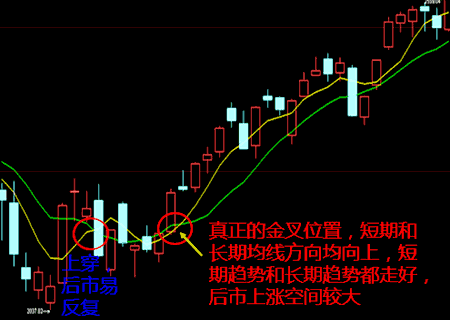 上穿
后市易
反复
真正的金叉位置，短期和
长期均线方向均向上，短
期趋势和长期趋势都走好，
后市上涨空间较大